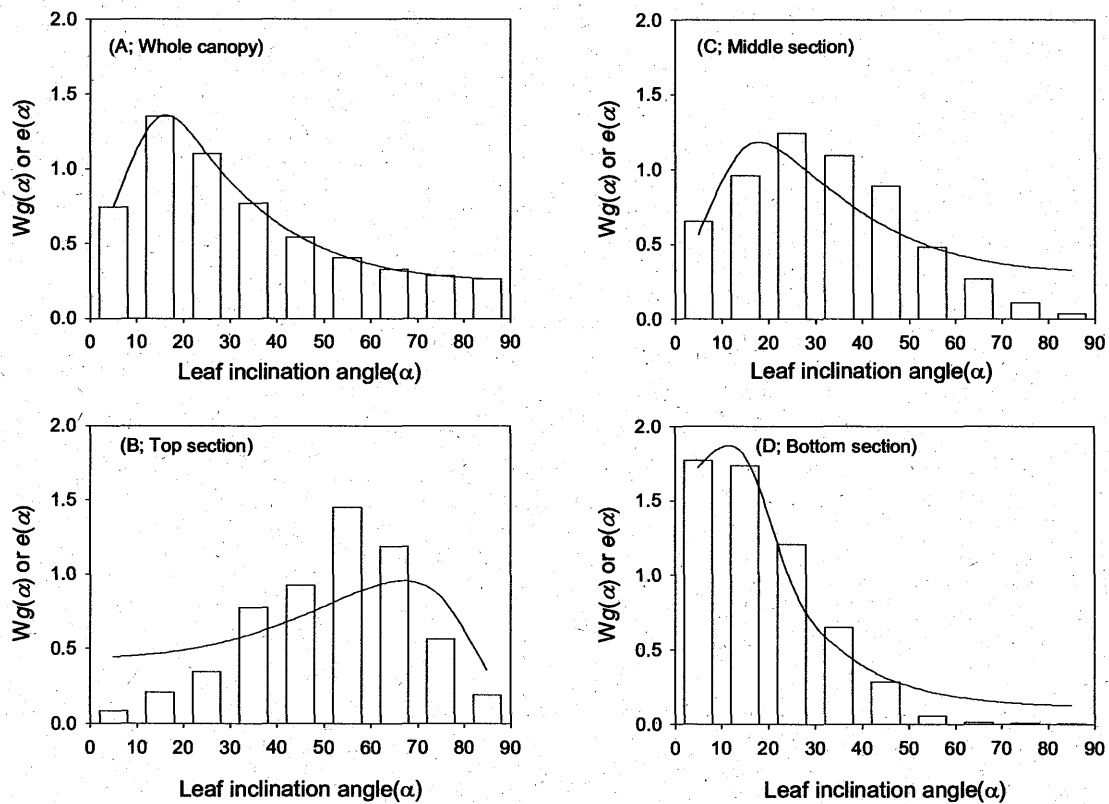 (A; Whole canopy)
Wg(α) or e(α)
2.0
1.5
1.0
0.5
0.0
0 10 20 30 40 50 60 70 80 90
Leaf inclination angle(α)
(C; Middle section)
Wg(α) or e(α)
2.0
1.5
1.0
0.5
0.0
0 10 20 30 40 50 60 70 80 90
Leaf inclination angle(α)
(B; Top section)
Wg(α) or e(α)
2.0
1.5
1.0
0.5
0.0
0 10 20 30 40 50 60 70 80 90
Leaf inclination angle(α)
(D; Bottom section)
Wg(α) or e(α)
2.0
1.5
1.0
0.5
0.0
0 10 20 30 40 50 60 70 80 90
Leaf inclination angle(α)